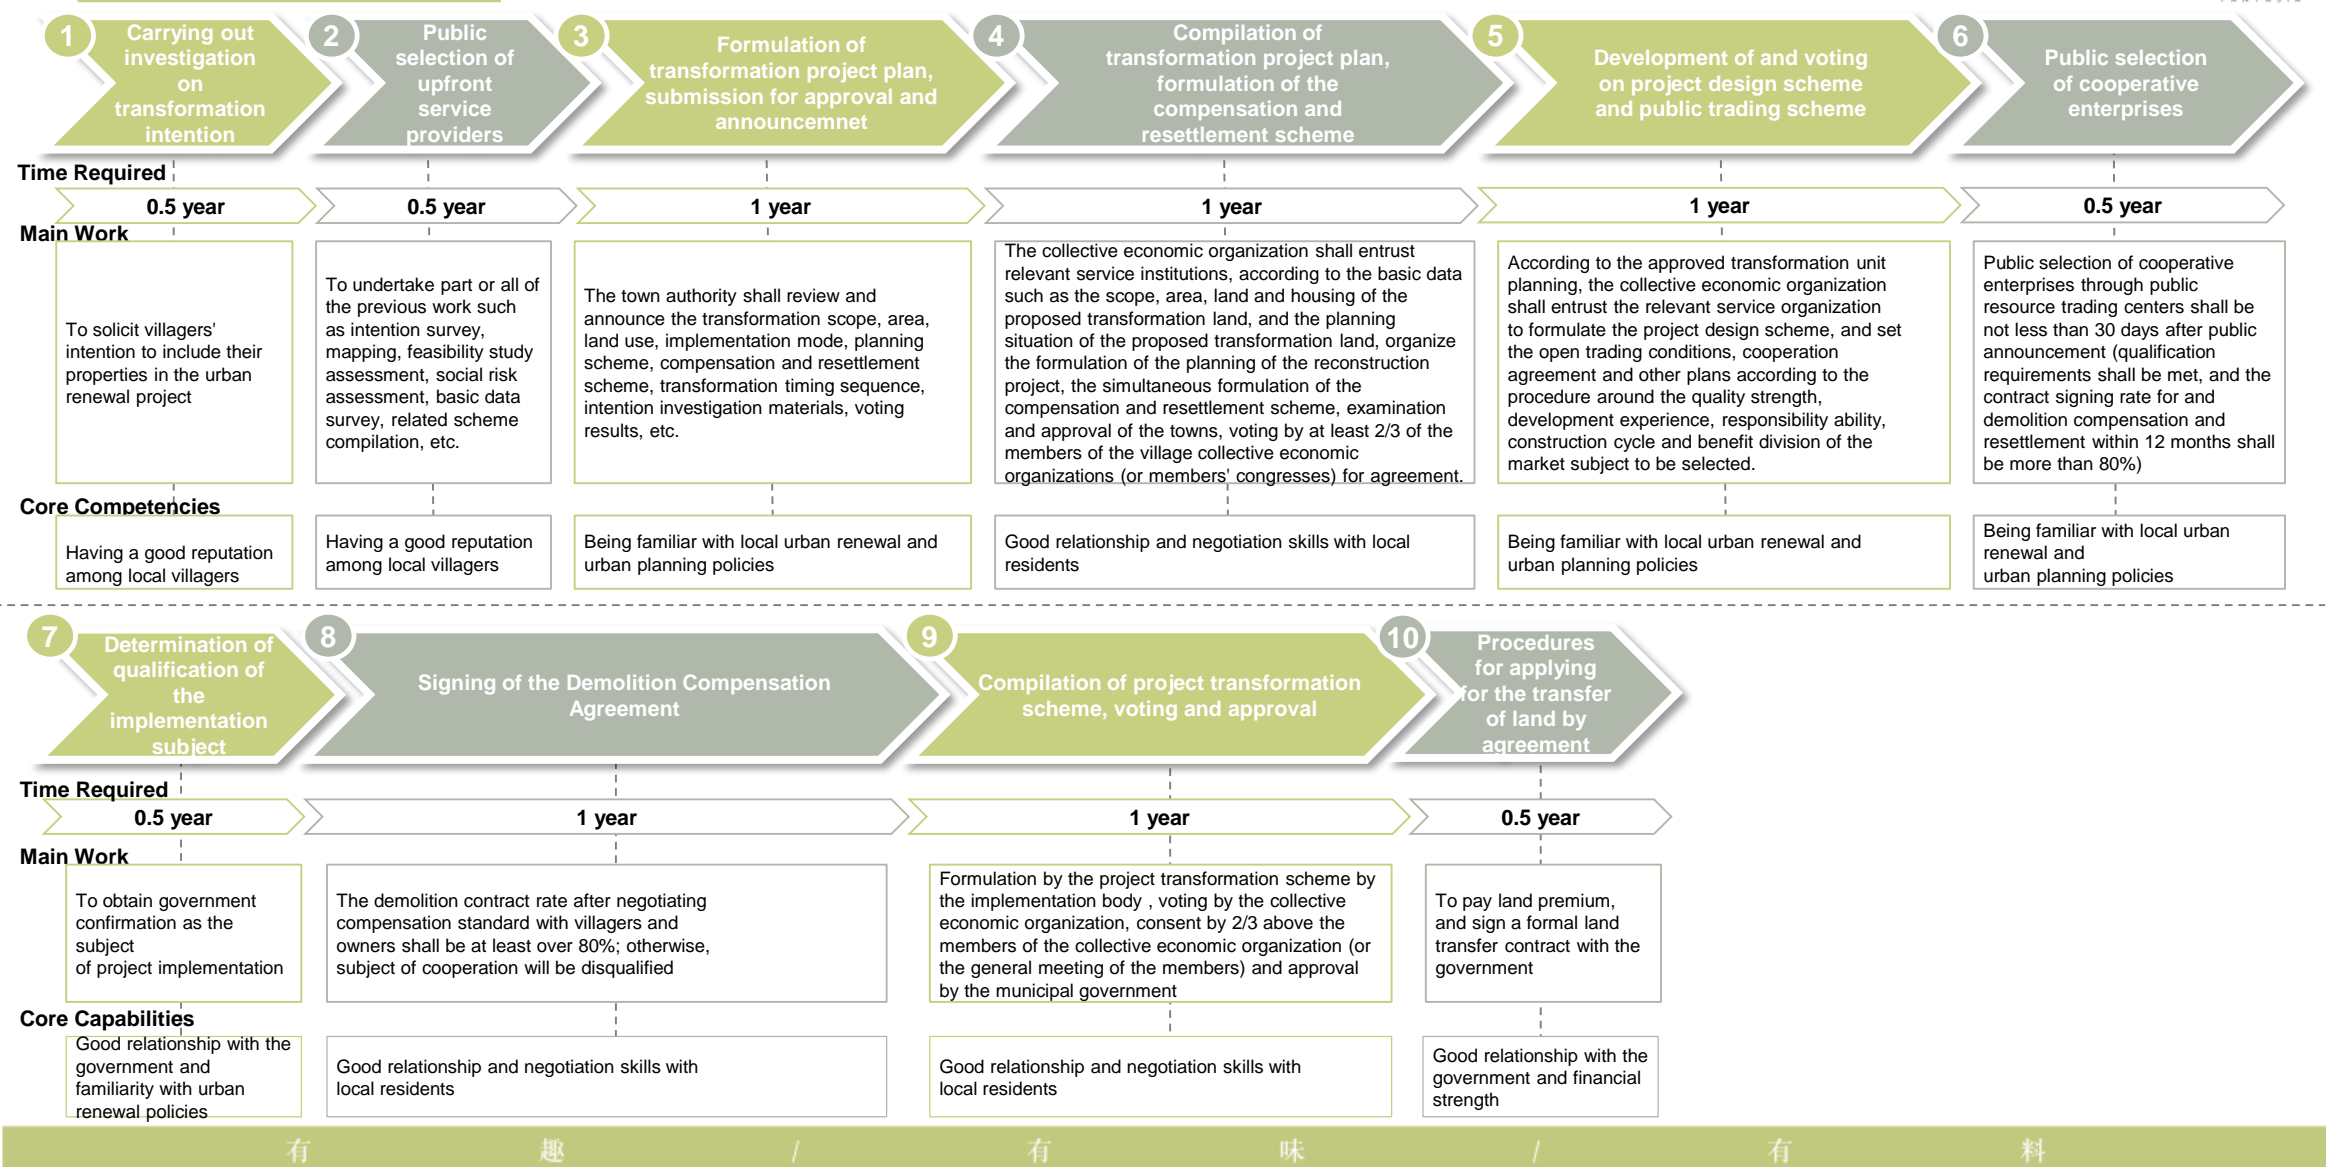 1
Carrying out
investigation
on
transformation
intention
2
Public
selection of
upfront
service
providers
3
Formulation of
transformation project plan,
submission for approval and
announcemnet
4
Compilation of
transformation project plan,
formulation of the
compensation and
resettlement scheme
5
Development of and voting
on project design scheme
and public trading scheme
6
Public selection
of cooperative
enterprises
Time Required
0.5 year
0.5 year
1 year
1 year
1 year
0.5 year
Main Work
To solicit villagers'
intention to include their
properties in the urban
renewal project
To undertake part or all of
the previous work such
as intention survey,
mapping, feasibility study
assessment, social risk
assessment, basic data
survey, related scheme
compilation, etc.
The town authority shall review and
announce the transformation scope, area,
land use, implementation mode, planning
scheme, compensation and resettlement
scheme, transformation timing sequence,
intention investigation materials, voting
results, etc.
The collective economic organization shall entrust
relevant service institutions, according to the basic data
such as the scope, area, land and housing of the
proposed transformation land, and the planning
situation of the proposed transformation land, organize
the formulation of the planning of the reconstruction
project, the simultaneous formulation of the
compensation and resettlement scheme, examination
and approval of the towns, voting by at least 2/3 of the
members of the village collective economic
organizations (or members' congresses) for agreement.
According to the approved transformation unit
planning, the collective economic organization
shall entrust the relevant service organization
to formulate the project design scheme, and set
the open trading conditions, cooperation
agreement and other plans according to the
procedure around the quality strength,
development experience, responsibility ability,
construction cycle and benefit division of the
market subject to be selected.
Public selection of cooperative
enterprises through public
resource trading centers shall be
not less than 30 days after public
announcement (qualification
requirements shall be met, and the
contract signing rate for and
demolition compensation and
resettlement within 12 months shall
be more than 80%)
Core Competencies
Having a good reputation
among local villagers
Having a good reputation
among local villagers
Being familiar with local urban renewal and
urban planning policies
Good relationship and negotiation skills with local
residents
Being familiar with local urban renewal and
urban planning policies
Being familiar with local urban
renewal and
urban planning policies
7
Determination of
qualification of
the
implementation
subject
8
Signing of the Demolition Compensation
Agreement
9
Compilation of project transformation
scheme, voting and approval
10
Procedures
for applying
for the transfer
of land by
agreement
Time Required
0.5 year
1 year
1 year
0.5 year
Main Work
To obtain government
confirmation as the
subject
of project implementation
The demolition contract rate after negotiating
compensation standard with villagers and
owners shall be at least over 80%; otherwise,
subject of cooperation will be disqualified
Formulation by the project transformation scheme by
the implementation body , voting by the collective
economic organization, consent by 2/3 above the
members of the collective economic organization (or
the general meeting of the members) and approval
by the municipal government
To pay land premium,
and sign a formal land
transfer contract with the
government
Core Capabilities
Good relationship with the
government and
familiarity with urban
renewal policies
Good relationship and negotiation skills with
local residents
Good relationship and negotiation skills with
local residents
Good relationship with the
government and financial
strength
有 趣 / 有 味 / 有 料